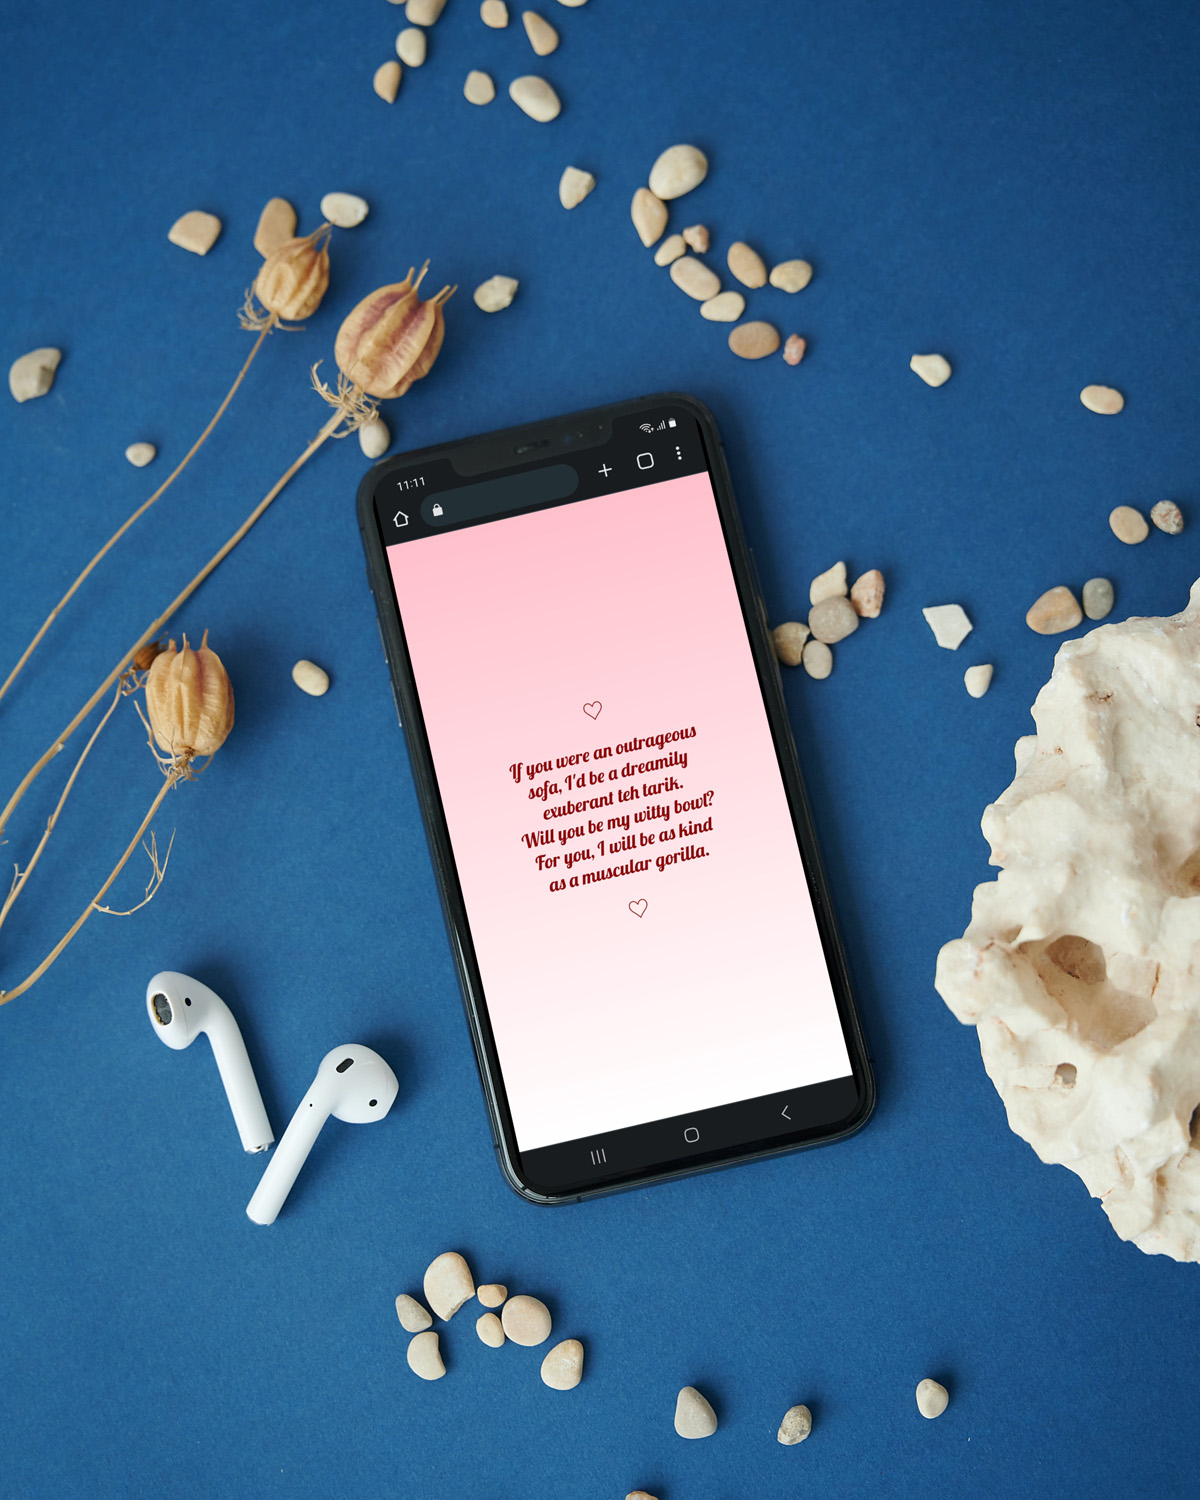 11:11
If you were an outrageous
sofa, I'd be a dreamily
exuberant teh tarik.
Will you be my witty bowl?
For you, I will be as kind
as a muscular gorilla.